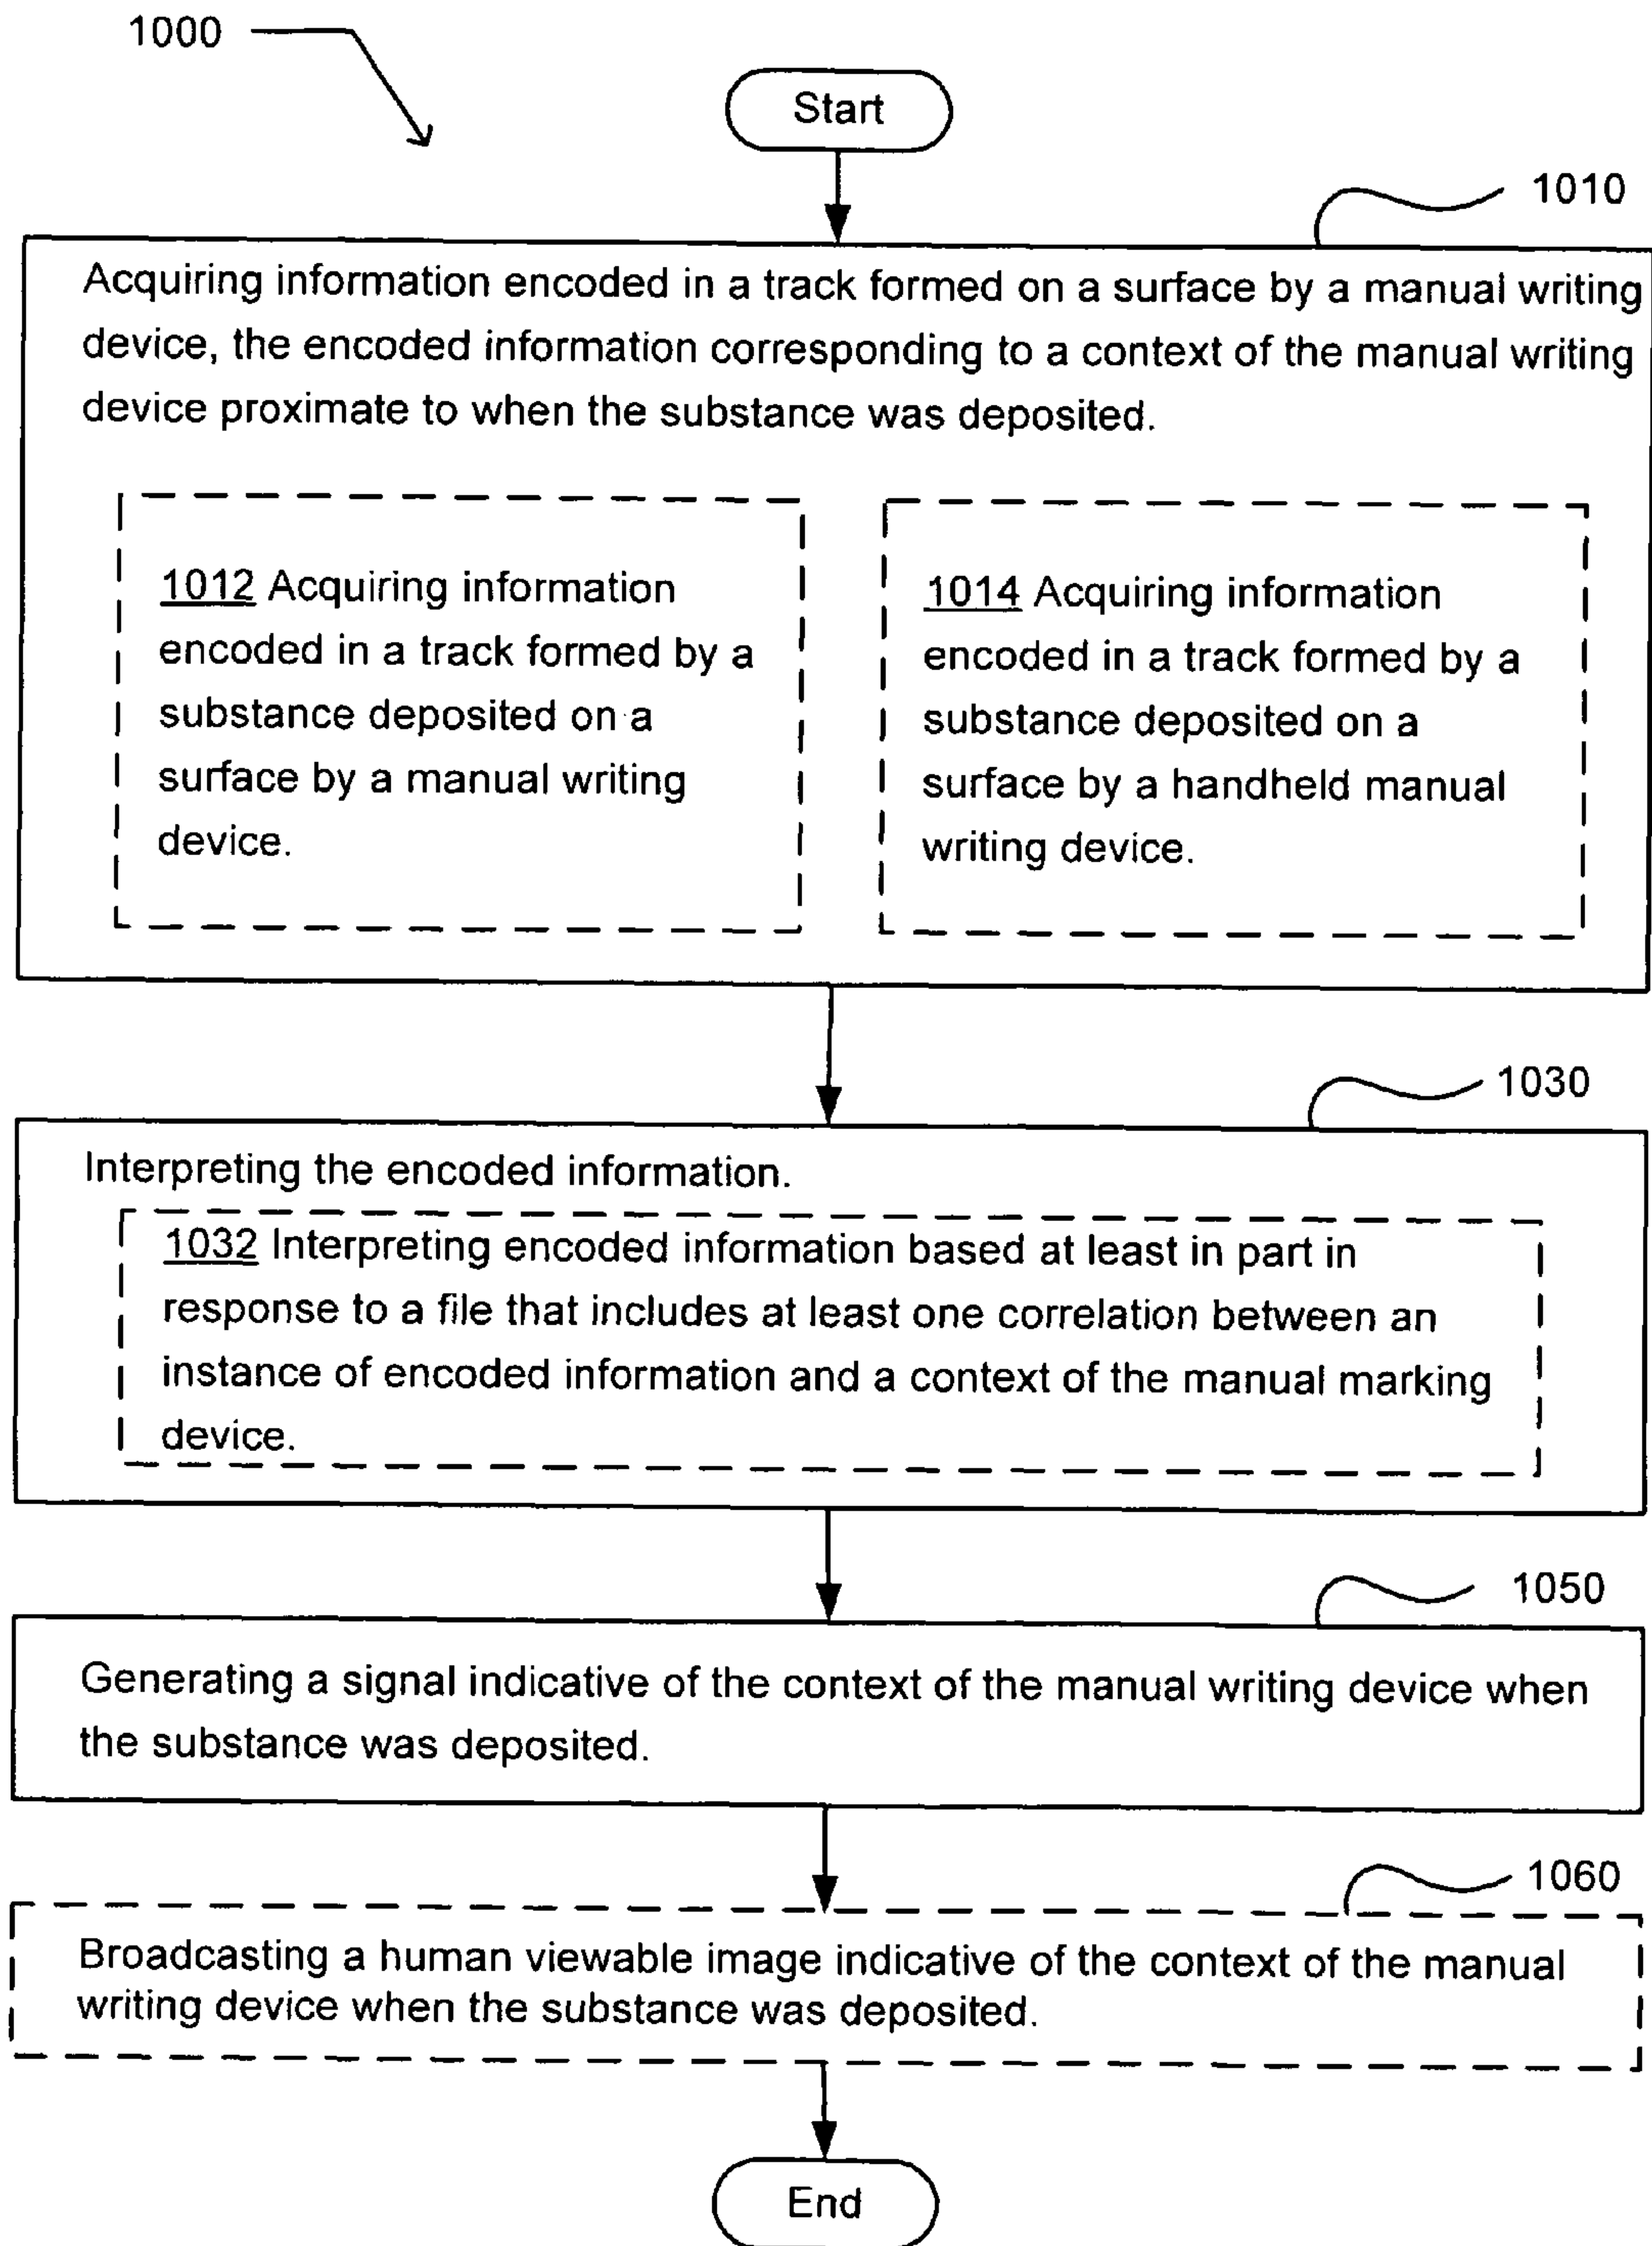 1000
Start
1010
Acquiring information encoded in a track formed on a surface by a manual writing
device, the encoded information corresponding to a context of the manual writing
device proximate to when the substance was deposited.
1012 Acquiring information
encoded in a track formed by a
substance deposited on a
surface by a manual writing
device.
1014 Acquiring information
encoded in a track formed by a
substance deposited on a
surface by a handheld manual
writing device.
1030
Interpreting the encoded information.
1032 Interpreting encoded information based at least in part in
response to a file that includes at least one correlation between an
instance of encoded information and a context of the manual marking
device.
1050
Generating a signal indicative of the context of the manual writing device when
the substance was deposited.
1060
Broadcasting a human viewable image indicative of the context of the manual
writing device when the substance was deposited.
End